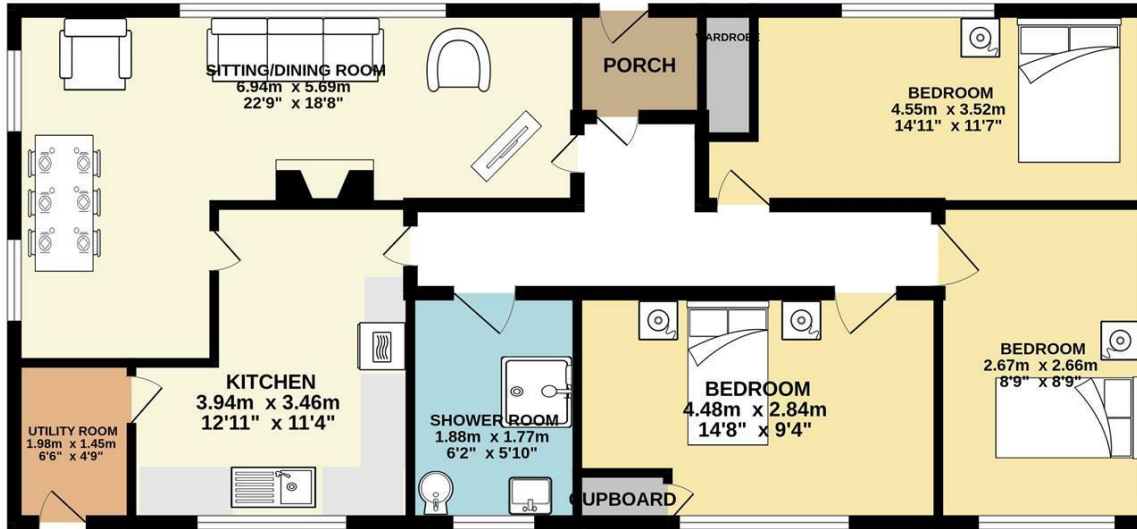 SITTING/DINING ROOM
6.94m x 5.69m
22'9" x 18'8"
PORCH
WARDROBE
BEDROOM
4.55m x 3.52m
14'11" x 11'7"
KITCHEN
3.94m x 3.46m
12'11" x 11'4"
UTILITY ROOM
1.98m x 1.45m
6'6" x 4'9"
SHOWER ROOM
1.88m x 1.77m
6'2" x 5'10"
BEDROOM
4.48m x 2.84m
14'8" x 9'4"
CUPBOARD
BEDROOM
2.67m x 2.66m
8'9" x 8'9"